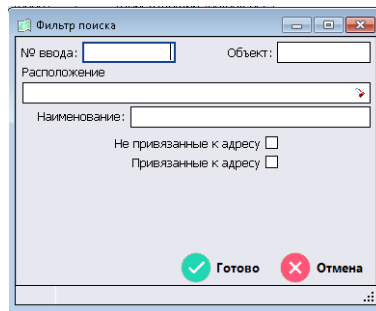 Фильтр поиска
№ ввода: Объект:
Расположение
Наименование:
Не привязанные к адресу
Привязанные к адресу
Готово Отмена